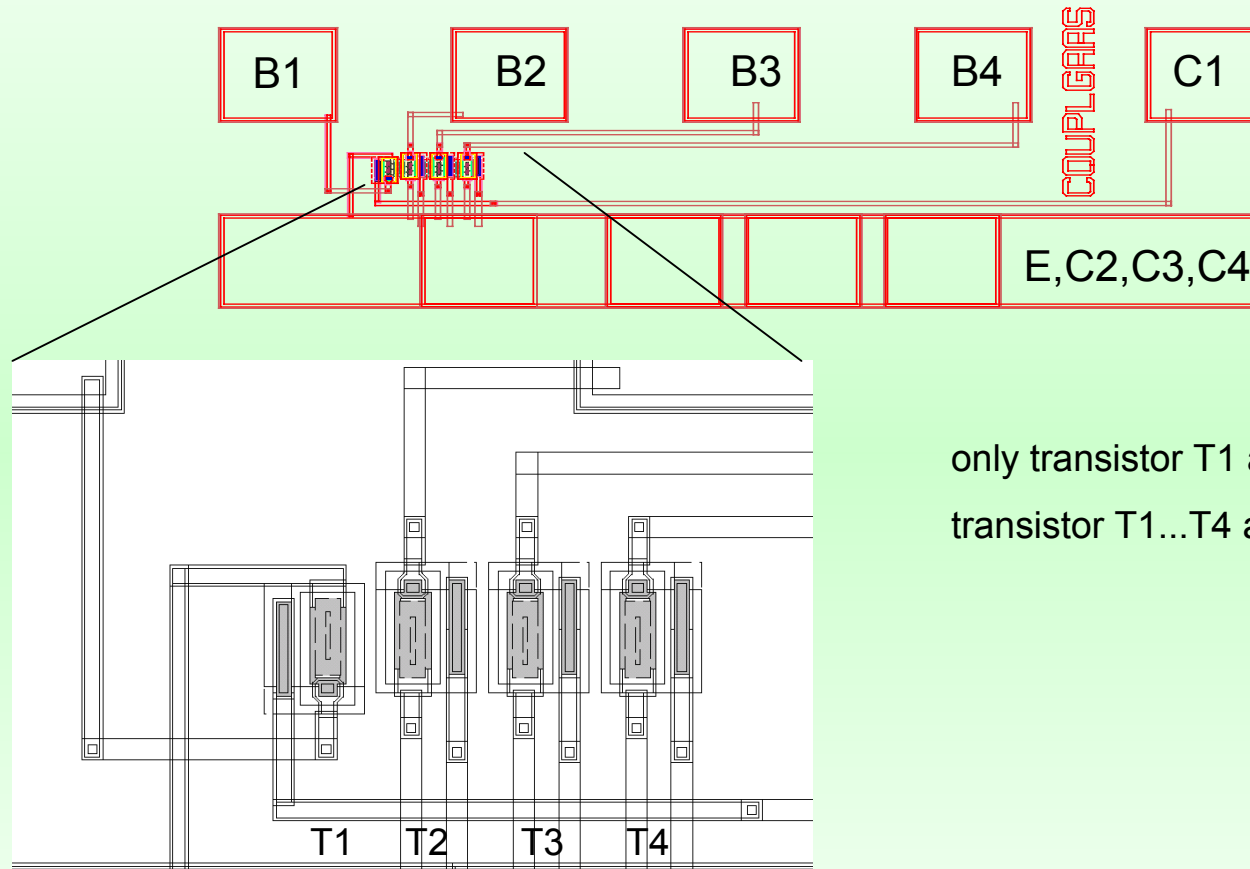 B1
B2
B3
B4
COUPLGAAS
C1
E,C2,C3,C4
only transistor T1
transistor T1...T4
T1
T2
T3
T4